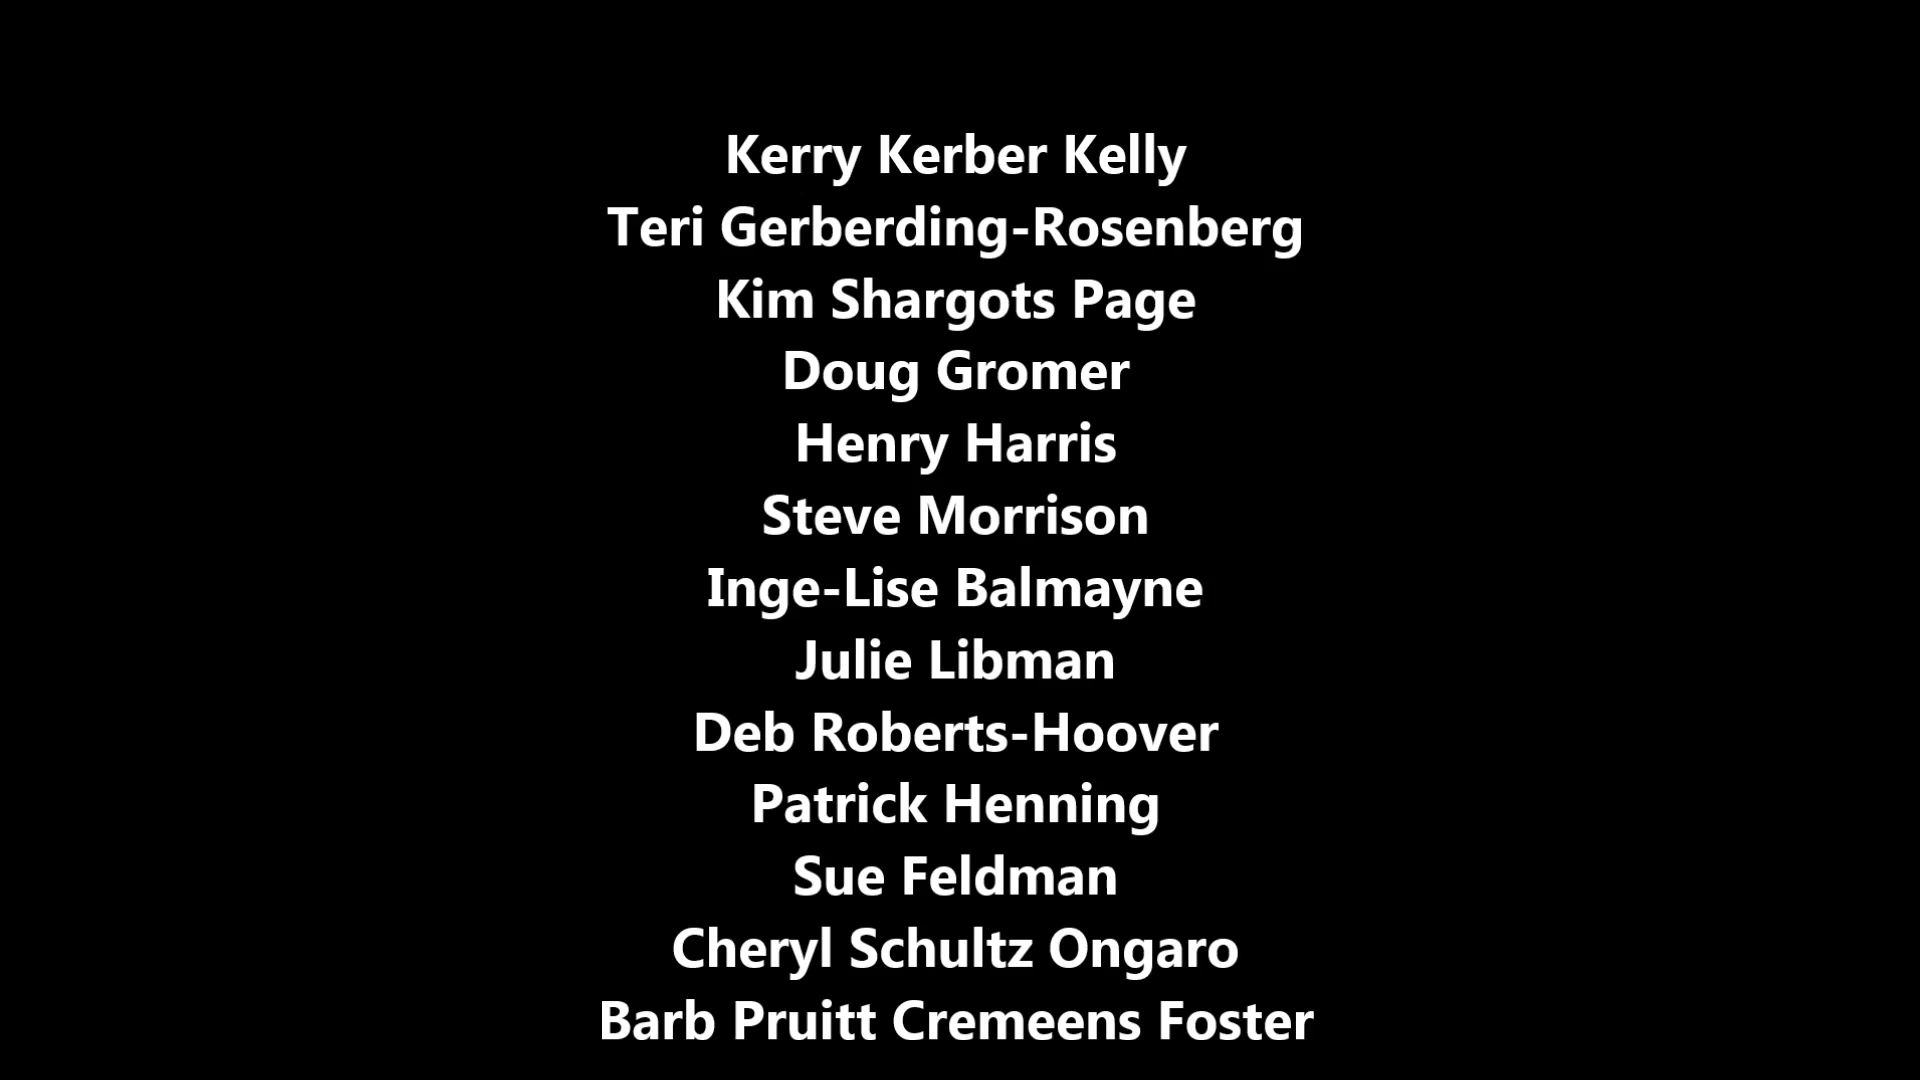 Kerry Kerber Kelly
Teri Gerberding-Rosenberg
Kim Shargots Page
Doug Gromer
Henry Harris
Steve Morrison
Inge-Lise Balmayne
Julie Libman
Deb Roberts-Hoover
Patrick Henning
Sue Feldman
Cheryl Schultz Ongaro
Barb Pruitt Cremeens Foster